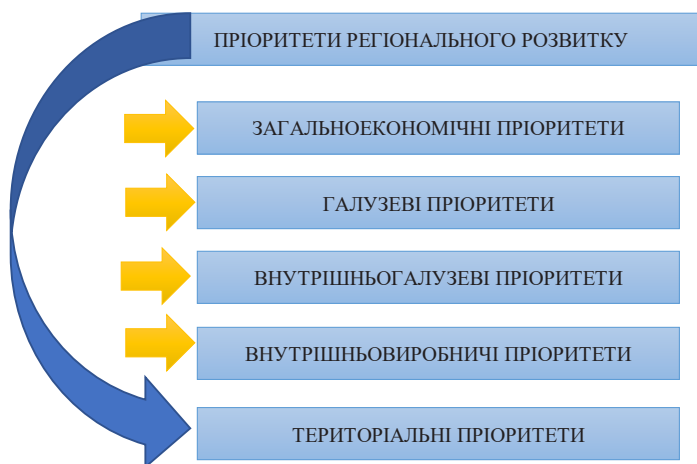 ПРІОРИТЕТИ РЕГІОНАЛЬНОГО РОЗВИТКУ
ЗАГАЛЬНОЕКОНОМІЧНІ ПРІОРИТЕТИ
ГАЛУЗЕВІ ПРІОРИТЕТИ
ВНУТРІШНЬОГАЛУЗЕВІ ПРІОРИТЕТИ
ВНУТРІШНЬОВИРОБНИЧІ ПРІОРИТЕТИ
ТЕРИТОРІАЛЬНІ ПРІОРИТЕТИ